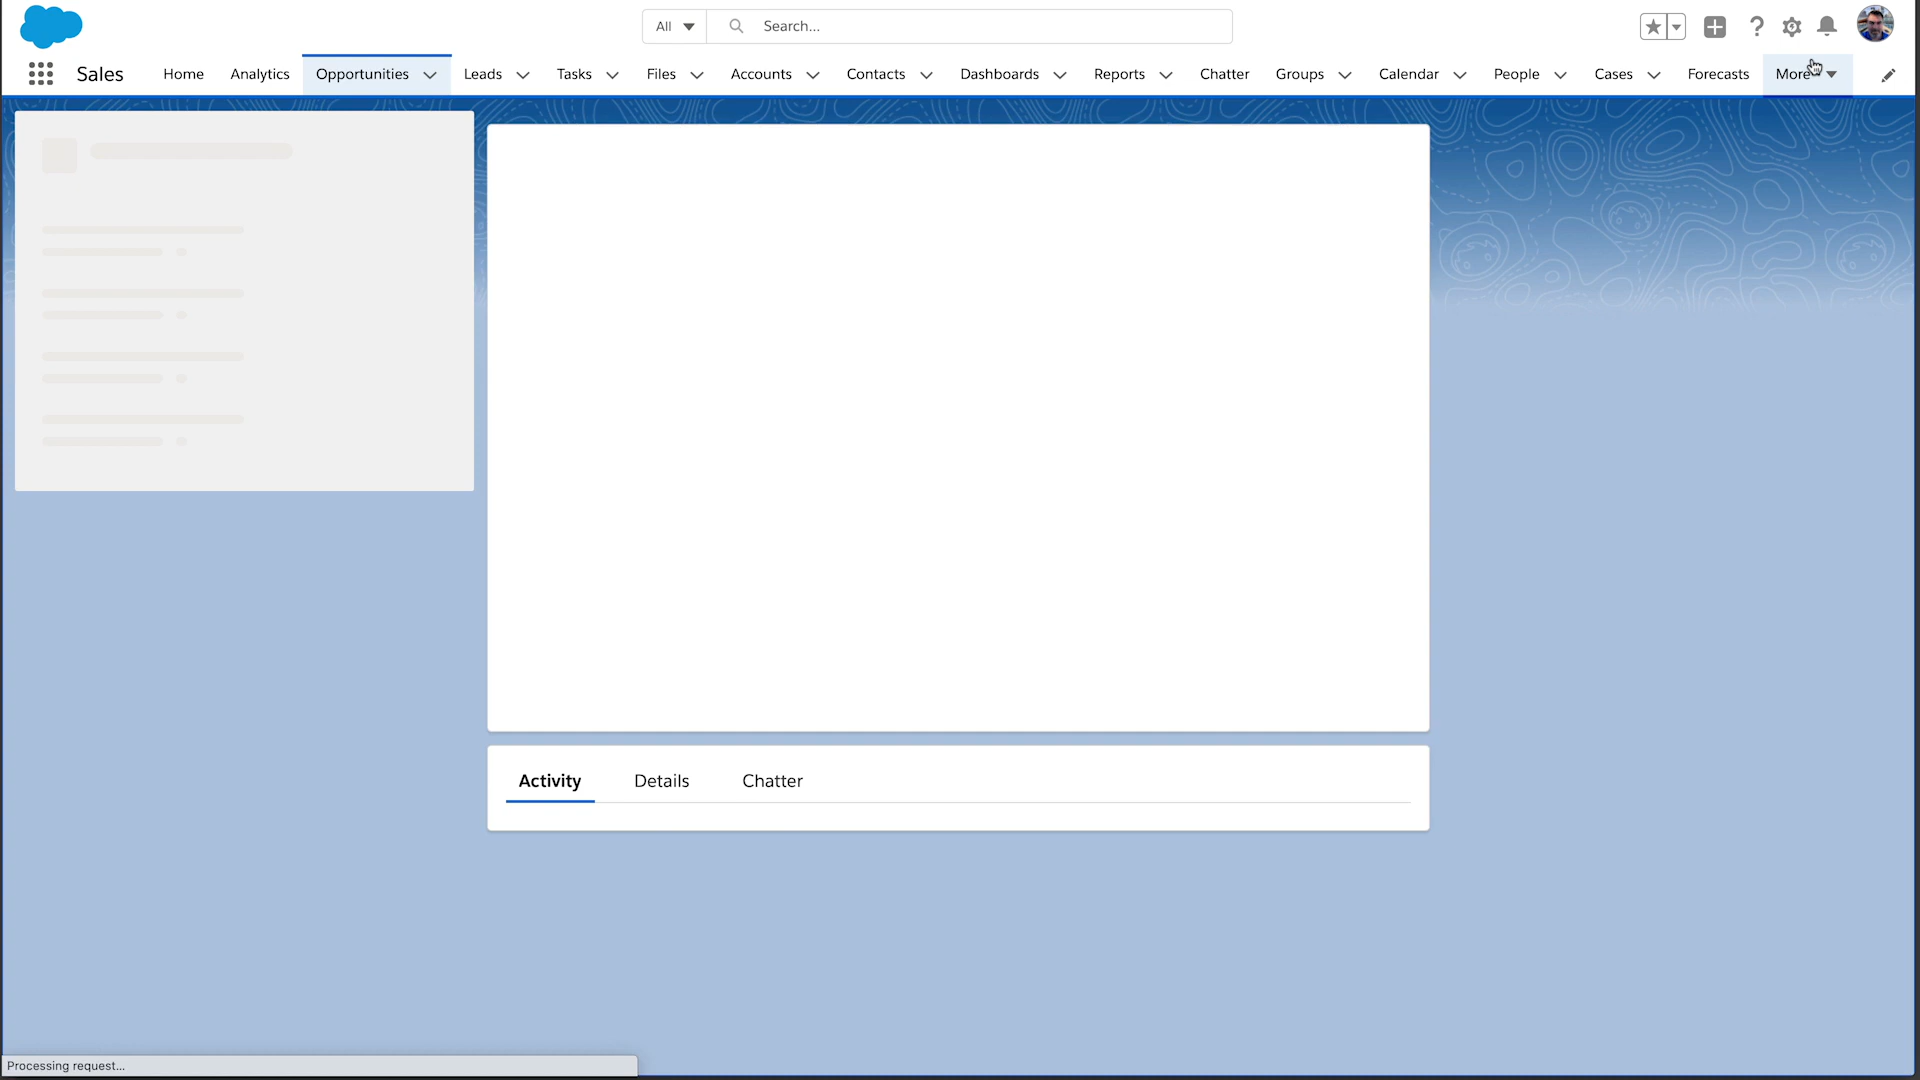 All
Search...
Sales
Home
Analytics
Opportunities
Leads
Tasks
Files
Accounts
Contacts
Dashboards
Reports
Chatter
Groups
Calendar
People
Cases
Forecasts
More
Activity
Details
Chatter
Processing request...